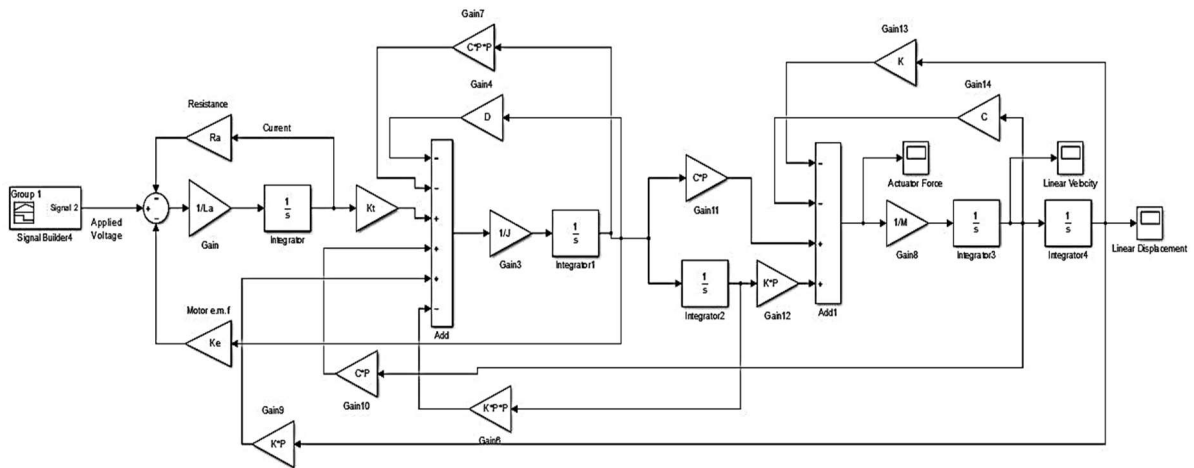 Gain7
C*P*P
Gain13
K
Gain4
D
Gain14
C
Resistance
Ra
Current
Group 1
Signal 2
Signal Builder4
Applied
Voltage
+
−
−
1/La
Gain
1
s
Integrator
Kt
−
−
+
+
+
−
Add
1/J
Gain3
1
s
Integrator1
C*P
Gain11
1
s
Integrator2
K*P
Gain12
−
−
+
+
Add1
Actuator Force
1/M
Gain8
1
s
Integrator3
Linear Velocity
1
s
Integrator4
Linear Displacement
Motor e.m.f
Ke
C*P
Gain10
K*P*P
Gain6
Gain9
K*P